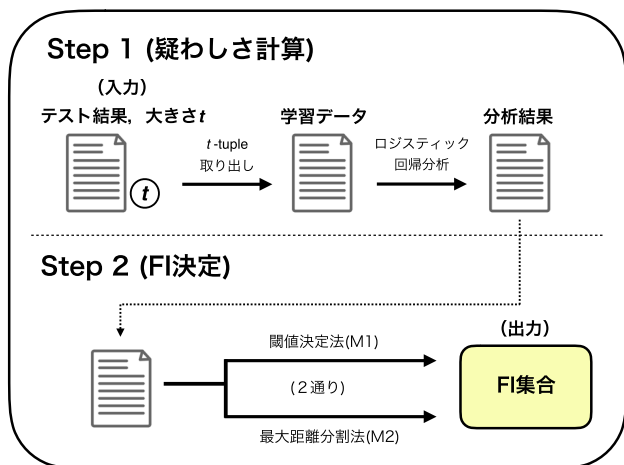 Step 1 (疑わしさ計算)
（入力）
テスト結果，大きさt
学習データ
分析結果
t -tuple
取り出し
ロジスティック
回帰分析
t
Step 2 (FI決定)
閾値決定法(M1)
（出力）
(２通り)
FI集合
最大距離分割法(M2)